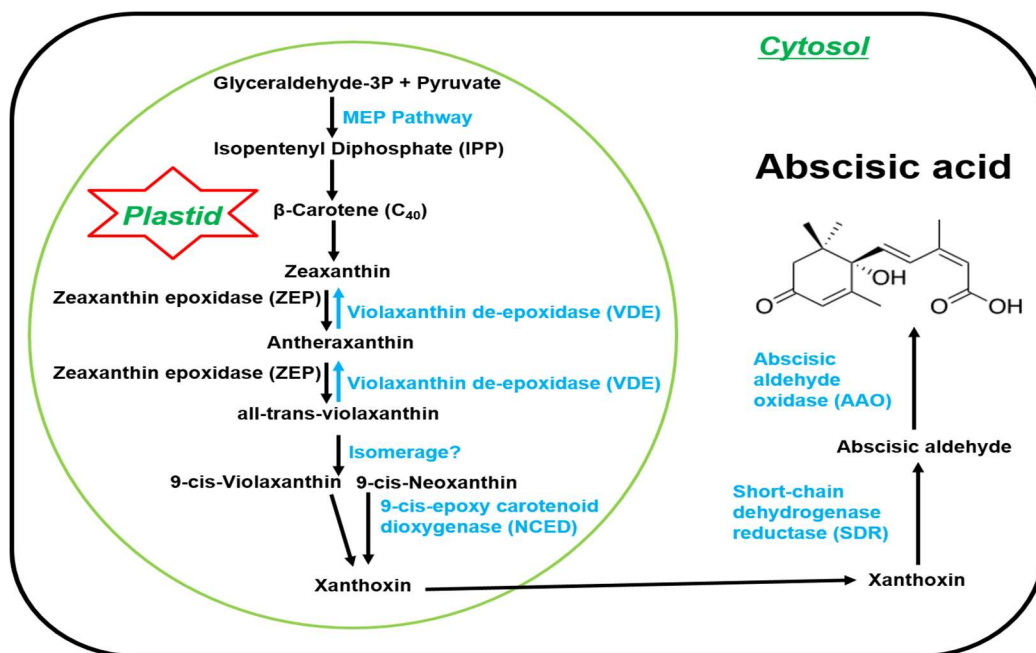 Cytosol
Glyceraldehyde-3P + Pyruvate
MEP Pathway
Isopentenyl Diphosphate (IPP)
Plastid
β-Carotene (C₄₀)
Zeaxanthin
Zeaxanthin epoxidase (ZEP)
Violaxanthin de-epoxidase (VDE)
Antheraxanthin
Zeaxanthin epoxidase (ZEP)
Violaxanthin de-epoxidase (VDE)
all-trans-violaxanthin
Isomerage?
9-cis-Violaxanthin
9-cis-Neoxanthin
9-cis-epoxy carotenoid
dioxygenase (NCED)
Xanthoxin
Xanthoxin
Short-chain
dehydrogenase
reductase (SDR)
Abscisic aldehyde
Abscisic
aldehyde
oxidase (AAO)
Abscisic acid
OH
O
O
OH